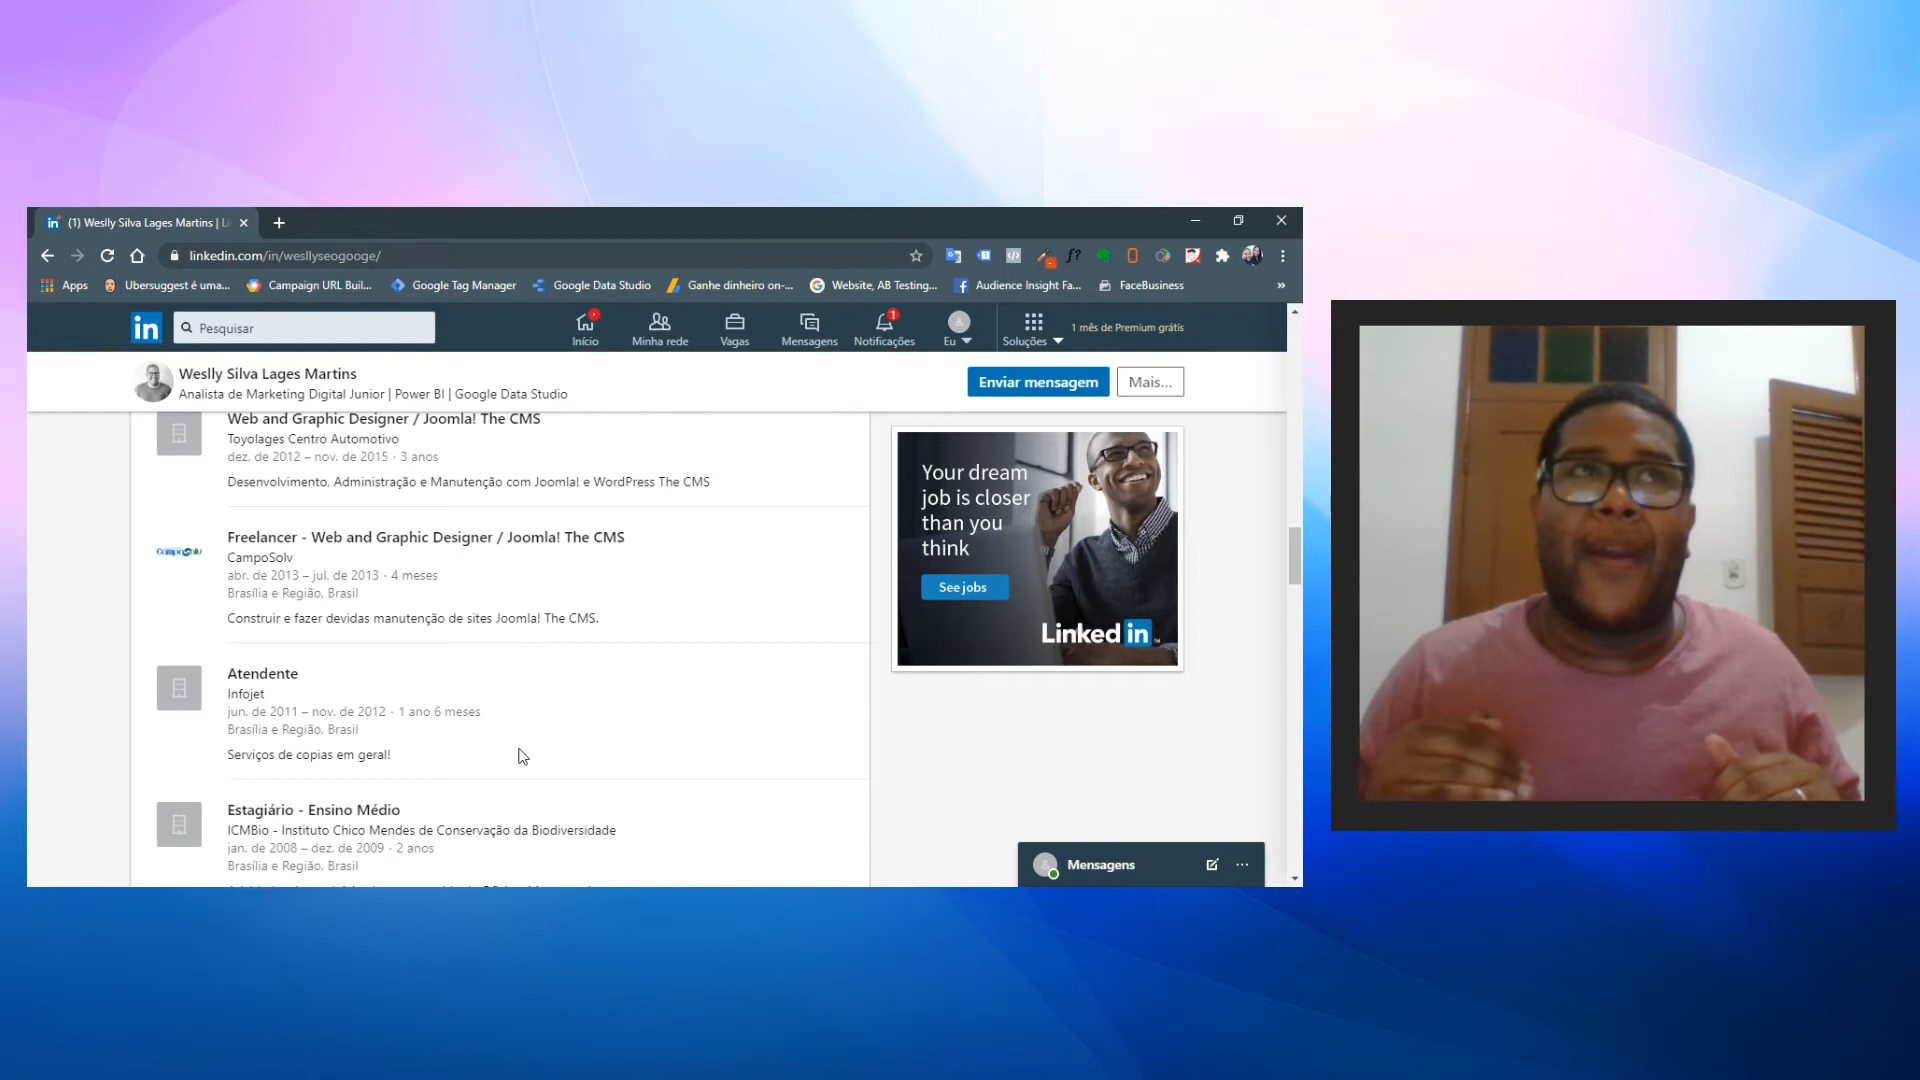 (1) Weslly Silva Lages Martins | Li
linkedin.com/in/wesllyseogooge/
Apps
Ubersuggest é uma...
Campaign URL Buil...
Google Tag Manager
Google Data Studio
Ganhe dinheiro on-...
Website, AB Testing...
Audience Insight Fa...
FaceBusiness
»
in
Pesquisar
Início
Minha rede
Vagas
Mensagens
1
Notificações
Eu
Soluções
1 mês de Premium grátis
Weslly Silva Lages Martins
Analista de Marketing Digital Junior | Power BI | Google Data Studio
Enviar mensagem
Mais...
Web and Graphic Designer / Joomla! The CMS
Toyolages Centro Automotivo
dez. de 2012 – nov. de 2015 · 3 anos
Desenvolvimento, Administração e Manutenção com Joomla! e WordPress The CMS
CampoSolv
Freelancer - Web and Graphic Designer / Joomla! The CMS
CampoSolv
abr. de 2013 – jul. de 2013 · 4 meses
Brasília e Região, Brasil
Construir e fazer devidas manutenção de sites Joomla! The CMS.
Atendente
Infojet
jun. de 2011 – nov. de 2012 · 1 ano 6 meses
Brasília e Região, Brasil
Serviços de copias em geral!
Estagiário - Ensino Médio
ICMBio - Instituto Chico Mendes de Conservação da Biodiversidade
jan. de 2008 – dez. de 2009 · 2 anos
Brasília e Região, Brasil
Your dream
job is closer
than you
think
See jobs
Linked in
Mensagens